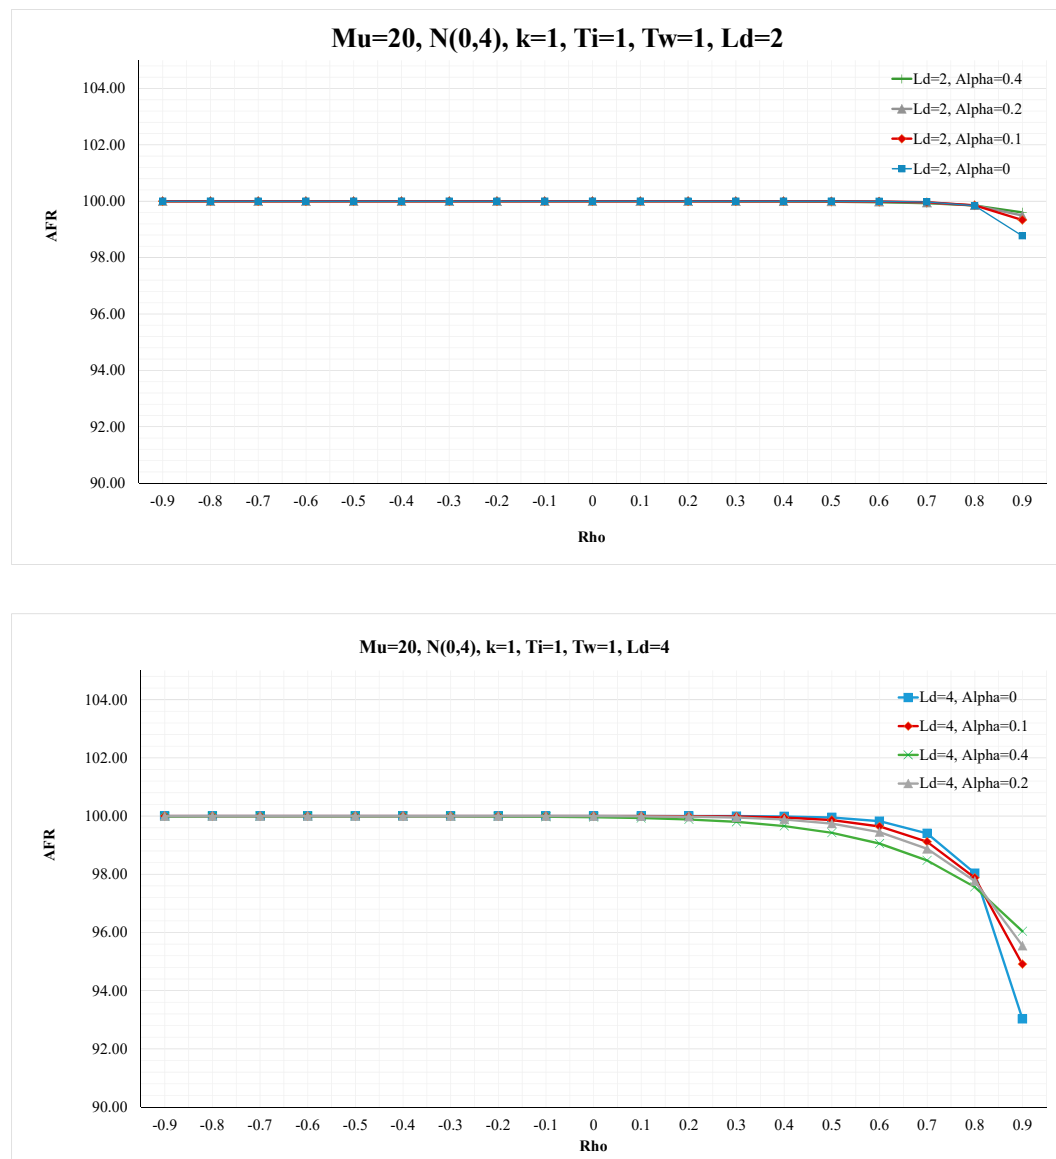 Mu=20, N(0,4), k=1, Ti=1, Tw=1, Ld=2
104.00
102.00
100.00
98.00
96.00
94.00
92.00
90.00
AFR
Ld=2, Alpha=0.4
Ld=2, Alpha=0.2
Ld=2, Alpha=0.1
Ld=2, Alpha=0
-0.9 -0.8 -0.7 -0.6 -0.5 -0.4 -0.3 -0.2 -0.1 0 0.1 0.2 0.3 0.4 0.5 0.6 0.7 0.8 0.9
Rho
Mu=20, N(0,4), k=1, Ti=1, Tw=1, Ld=4
104.00
102.00
100.00
98.00
96.00
94.00
92.00
90.00
AFR
Ld=4, Alpha=0
Ld=4, Alpha=0.1
Ld=4, Alpha=0.4
Ld=4, Alpha=0.2
-0.9 -0.8 -0.7 -0.6 -0.5 -0.4 -0.3 -0.2 -0.1 0 0.1 0.2 0.3 0.4 0.5 0.6 0.7 0.8 0.9
Rho